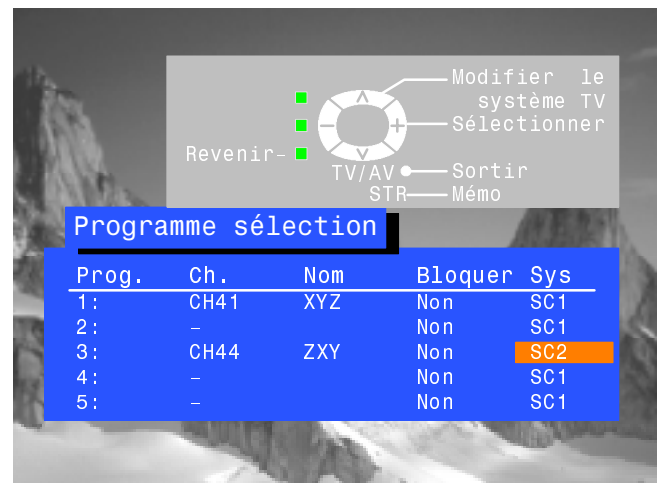 Modifier le
système TV
Sélectionner
Revenir
TV/AV Sortir
STR Mémo
Programme sélection
Prog. Ch. Nom Bloquer Sys
1: CH41 XYZ Non SC1
2: – Non SC1
3: CH44 ZXY Non SC2
4: – Non SC1
5: – Non SC1